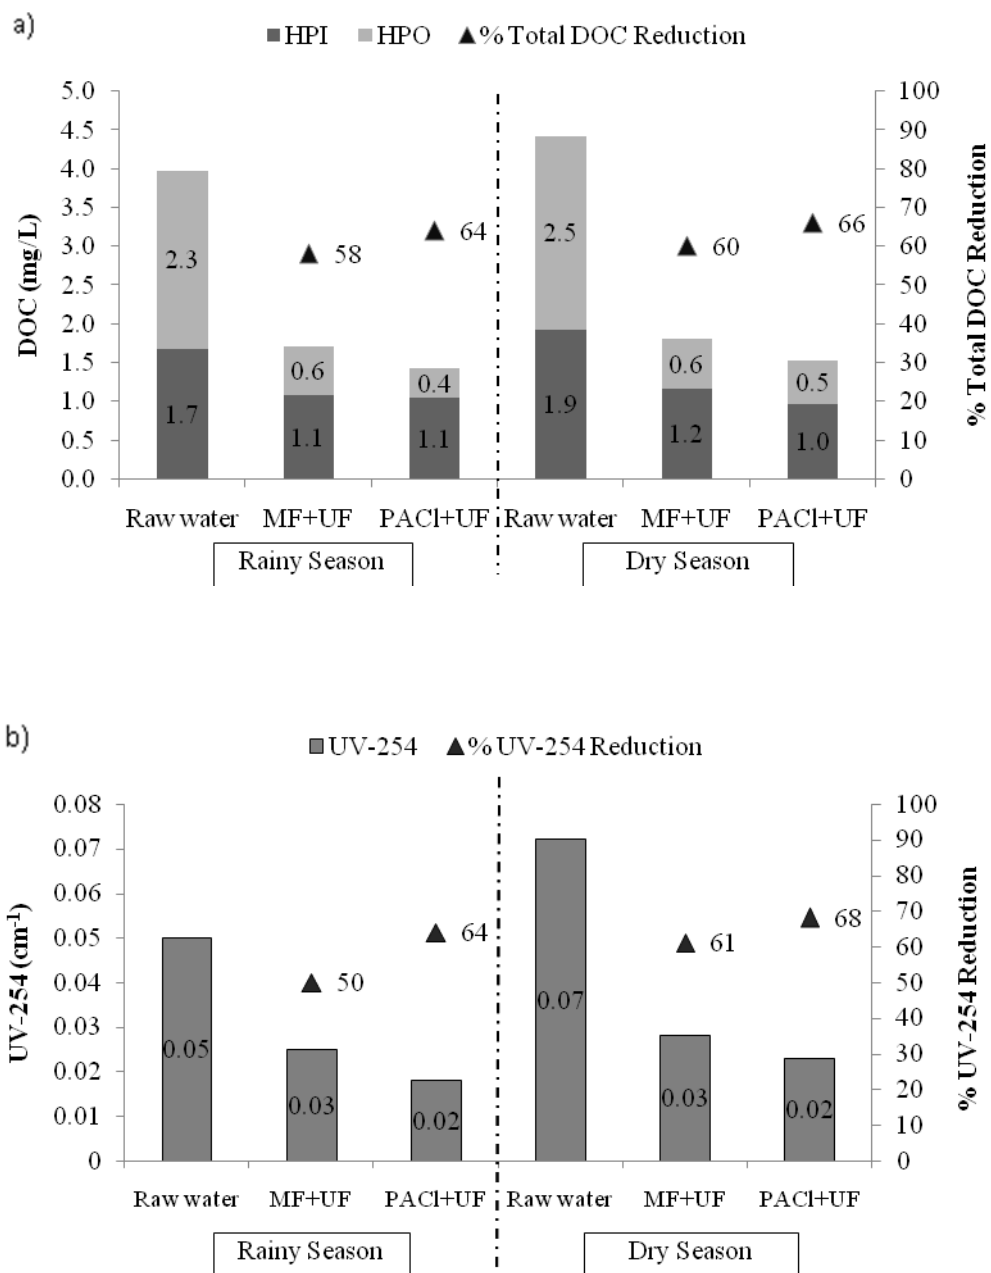 a)
HPI HPO % Total DOC Reduction
5.0 100
4.5 90
4.0 80
3.5 70
3.0 60
2.5 50
2.0 40
1.5 30
1.0 20
0.5 10
0.0 0
DOC (mg/L)
% Total DOC Reduction
2.3 58 64 2.5 60 66
0.6 0.4 0.6 0.5
1.7 1.1 1.1 1.9 1.2 1.0
Raw water MF+UF PACl+UF Raw water MF+UF PACl+UF
Rainy Season Dry Season
b)
UV-254 % UV-254 Reduction
0.08 100
0.07 90
0.06 80
0.05 70
0.04 60
0.03 50
0.02 40
0.01 30
0 20
10
0
UV-254 (cm-1)
% UV-254 Reduction
50 64 61 68
0.05 0.03 0.02 0.07 0.03 0.02
Raw water MF+UF PACl+UF Raw water MF+UF PACl+UF
Rainy Season Dry Season